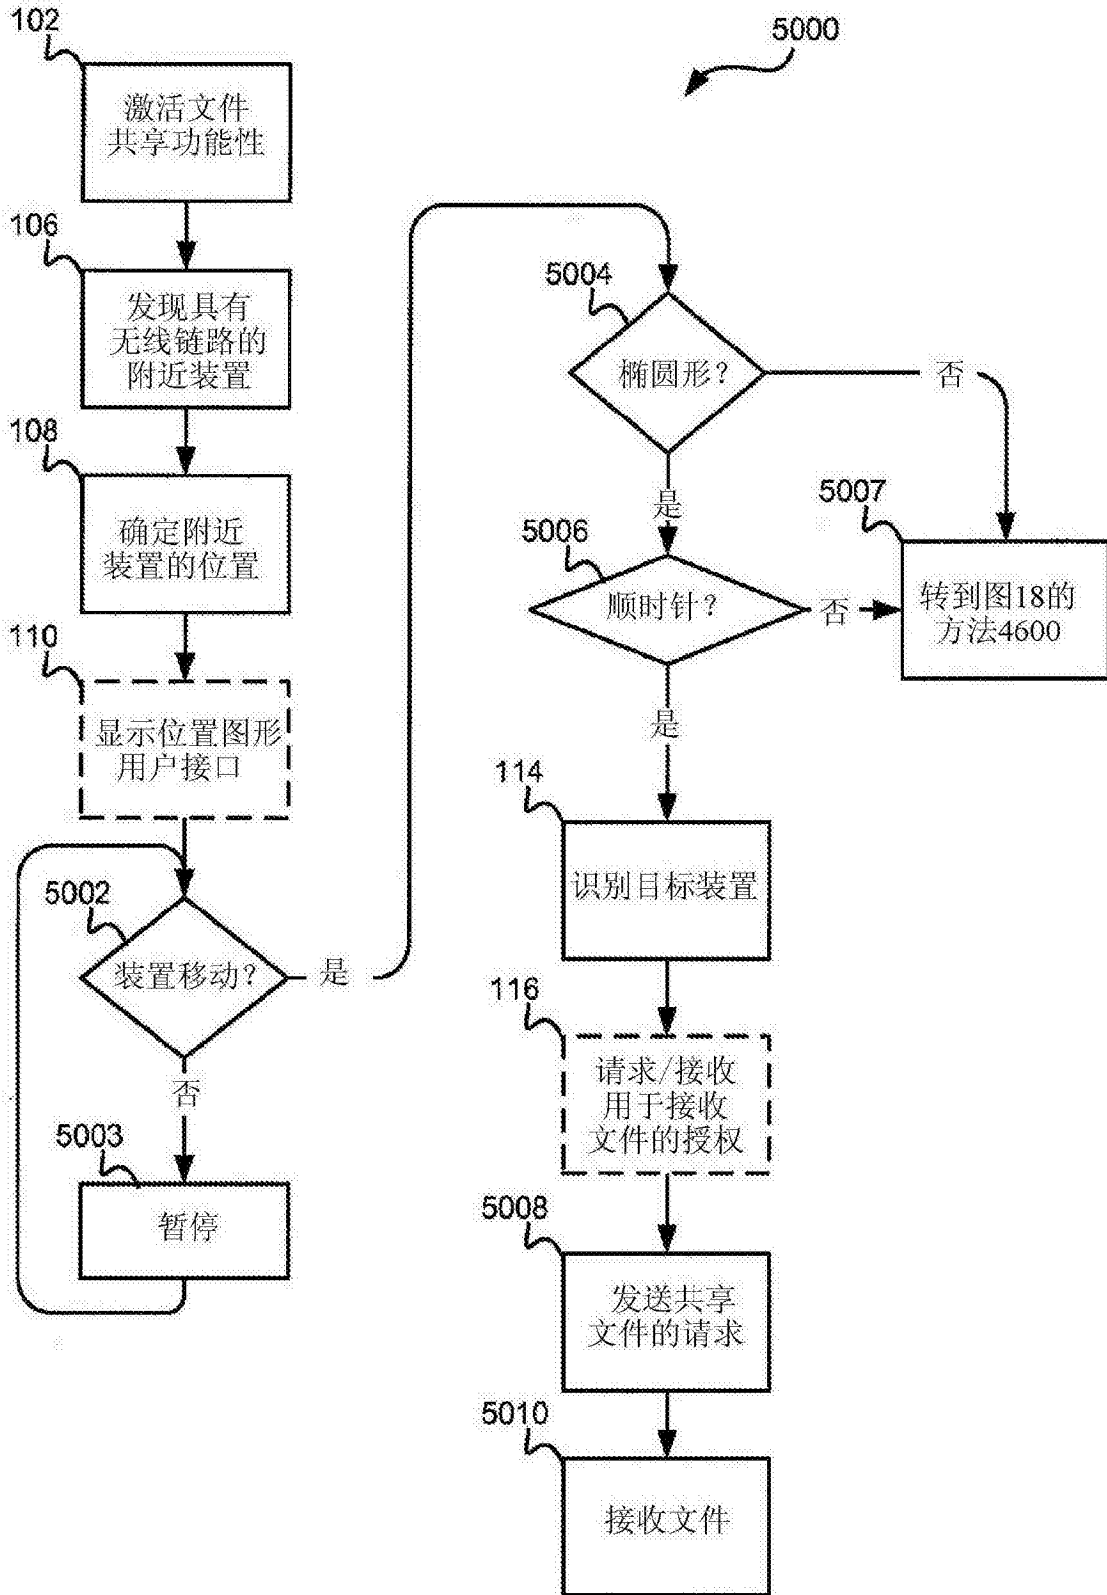 102
激活文件
共享功能性
106
发现具有
无线链路的
附近装置
108
确定附近
装置的位置
110
显示位置图形
用户接口
5002
装置移动?
是
否
5003
暂停
5000
5004
椭圆形?
否
是
5006
顺时针?
否
5007
转到图18的
方法4600
是
114
识别目标装置
116
请求/接收
用于接收
文件的授权
5008
发送共享
文件的请求
5010
接收文件